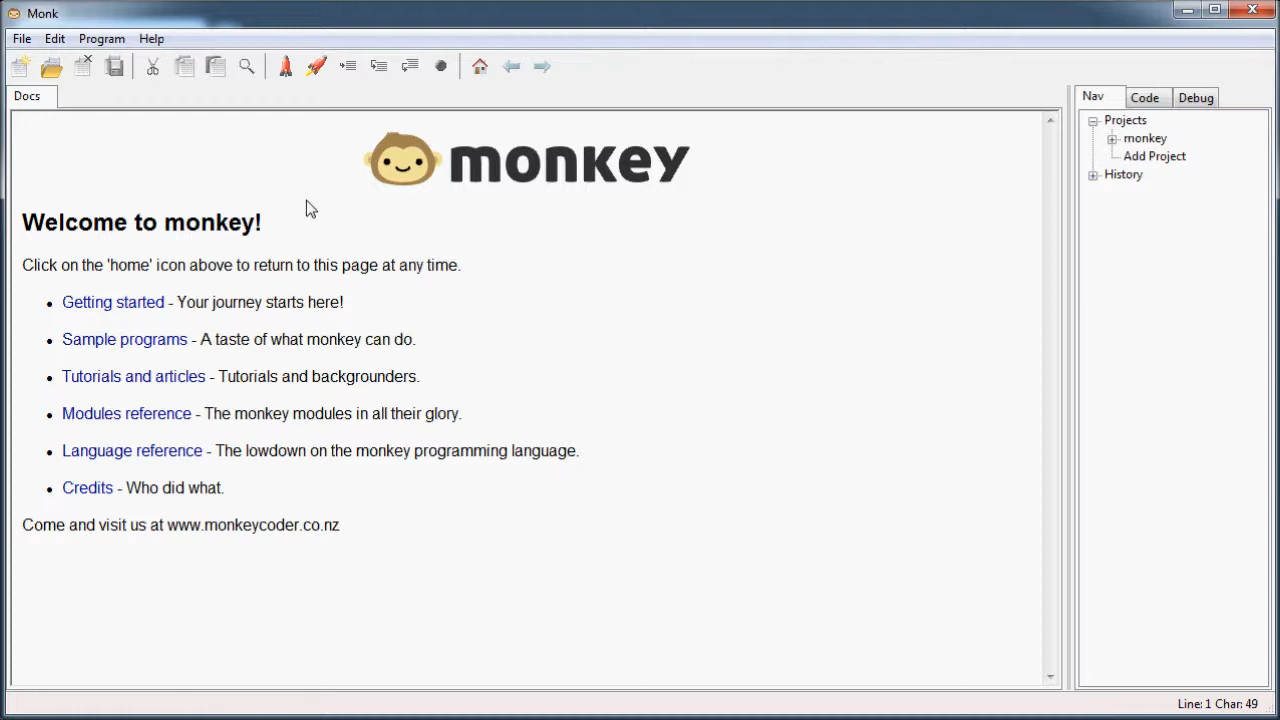 Monk
File Edit Program Help
Docs
Nav Code Debug
monkey
Projects
monkey
Add Project
History
Welcome to monkey!
Click on the 'home' icon above to return to this page at any time.
Getting started - Your journey starts here!
Sample programs - A taste of what monkey can do.
Tutorials and articles - Tutorials and backgrounders.
Modules reference - The monkey modules in all their glory.
Language reference - The lowdown on the monkey programming language.
Credits - Who did what.
Come and visit us at www.monkeycoder.co.nz
Line: 1 Char: 49